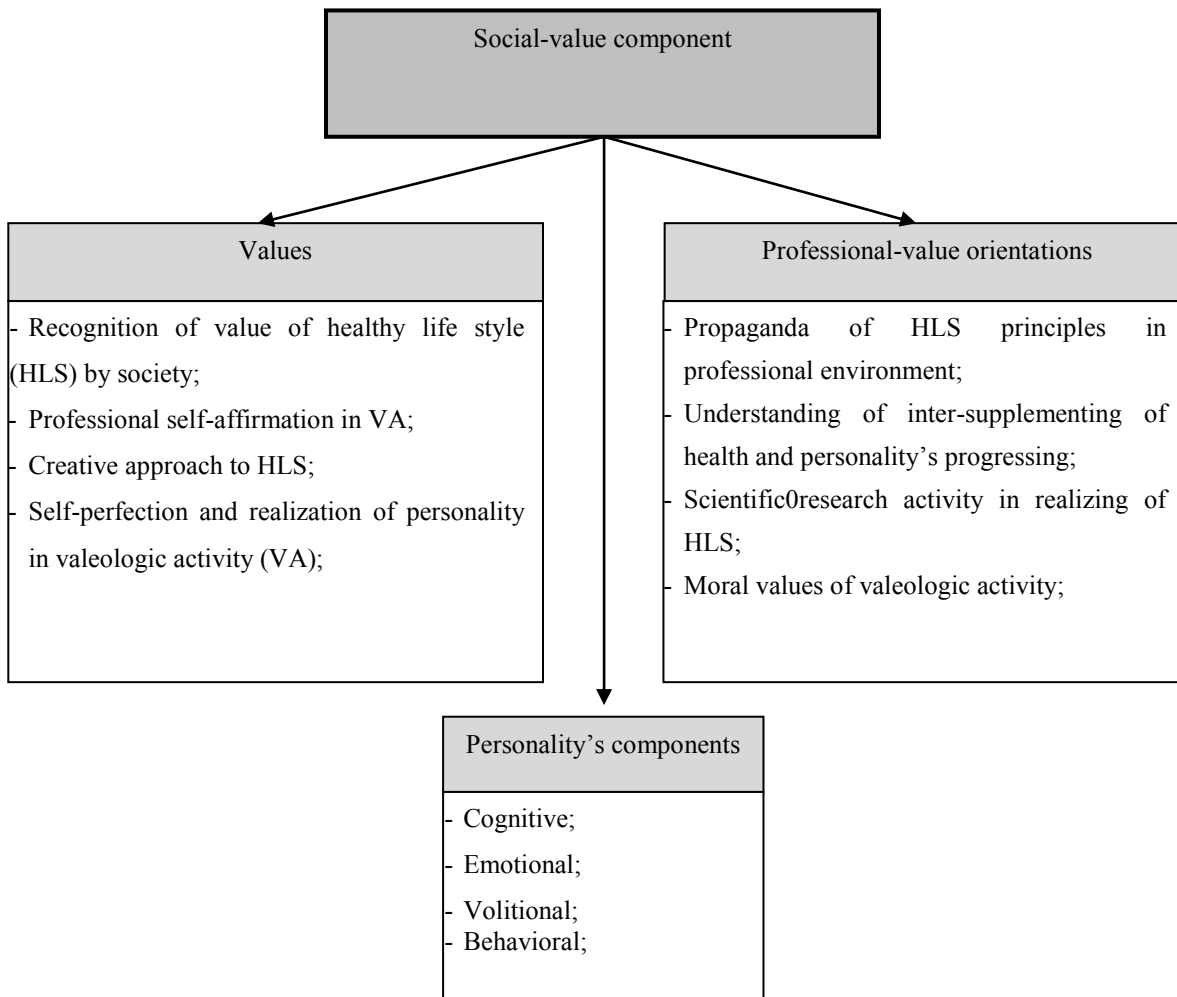 Social-value component
Values
- Recognition of value of healthy life style
(HLS) by society;
- Professional self-affirmation in VA;
- Creative approach to HLS;
- Self-perfection and realization of personality
in valeologic activity (VA);
Professional-value orientations
- Propaganda of HLS principles in
professional environment;
- Understanding of inter-supplementing of
health and personality’s progressing;
- Scientific0research activity in realizing of
HLS;
- Moral values of valeologic activity;
Personality’s components
- Cognitive;
- Emotional;
- Volitional;
- Behavioral;